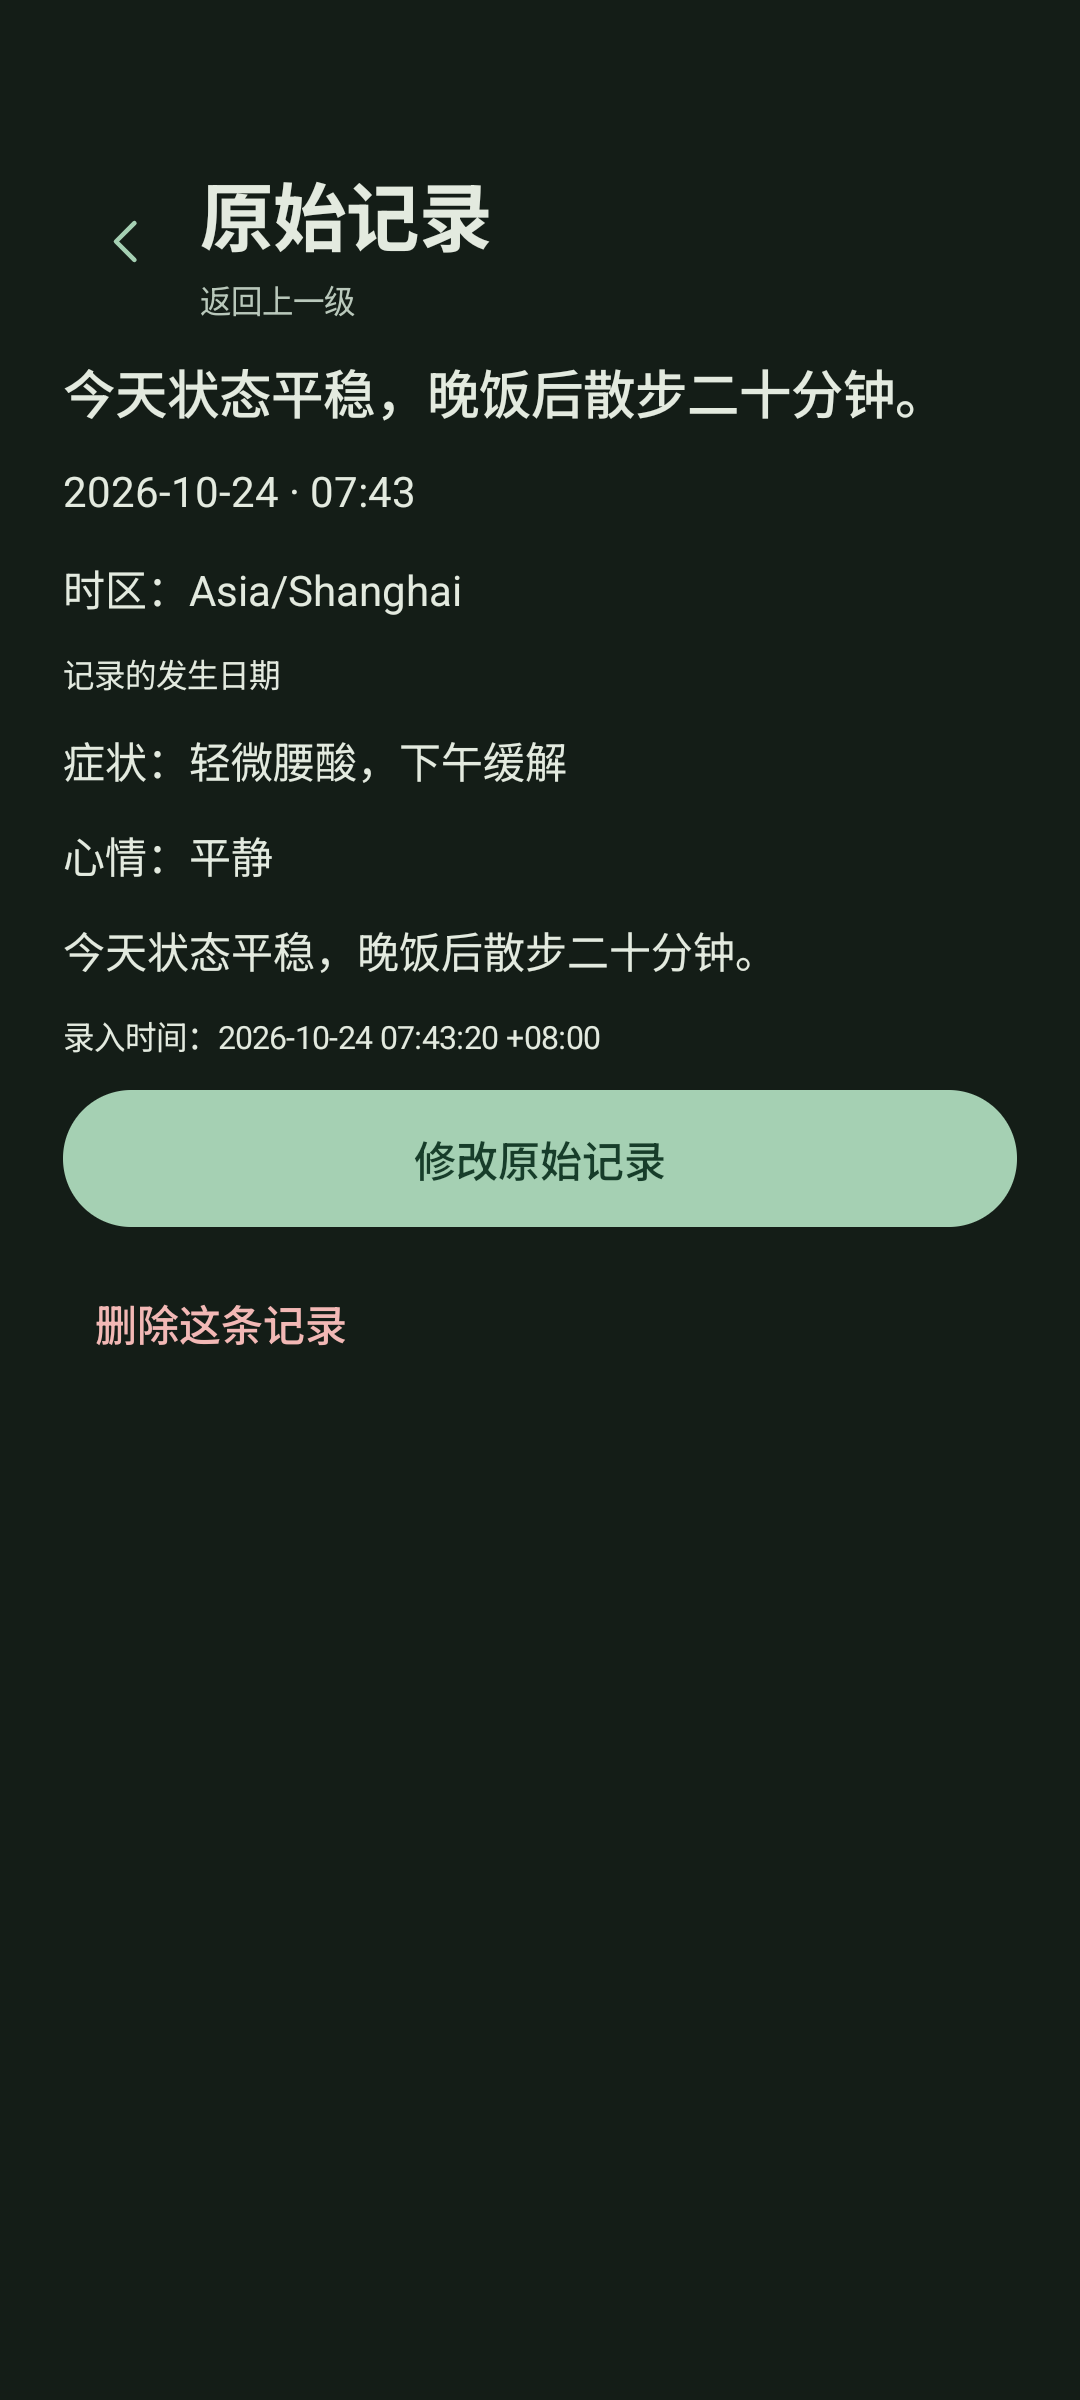 原始记录
返回上一级
今天状态平稳，晚饭后散步二十分钟。
2026-10-24 · 07:43
时区：Asia/Shanghai
记录的发生日期
症状：轻微腰酸，下午缓解
心情：平静
今天状态平稳，晚饭后散步二十分钟。
录入时间：2026-10-24 07:43:20 +08:00
修改原始记录
删除这条记录